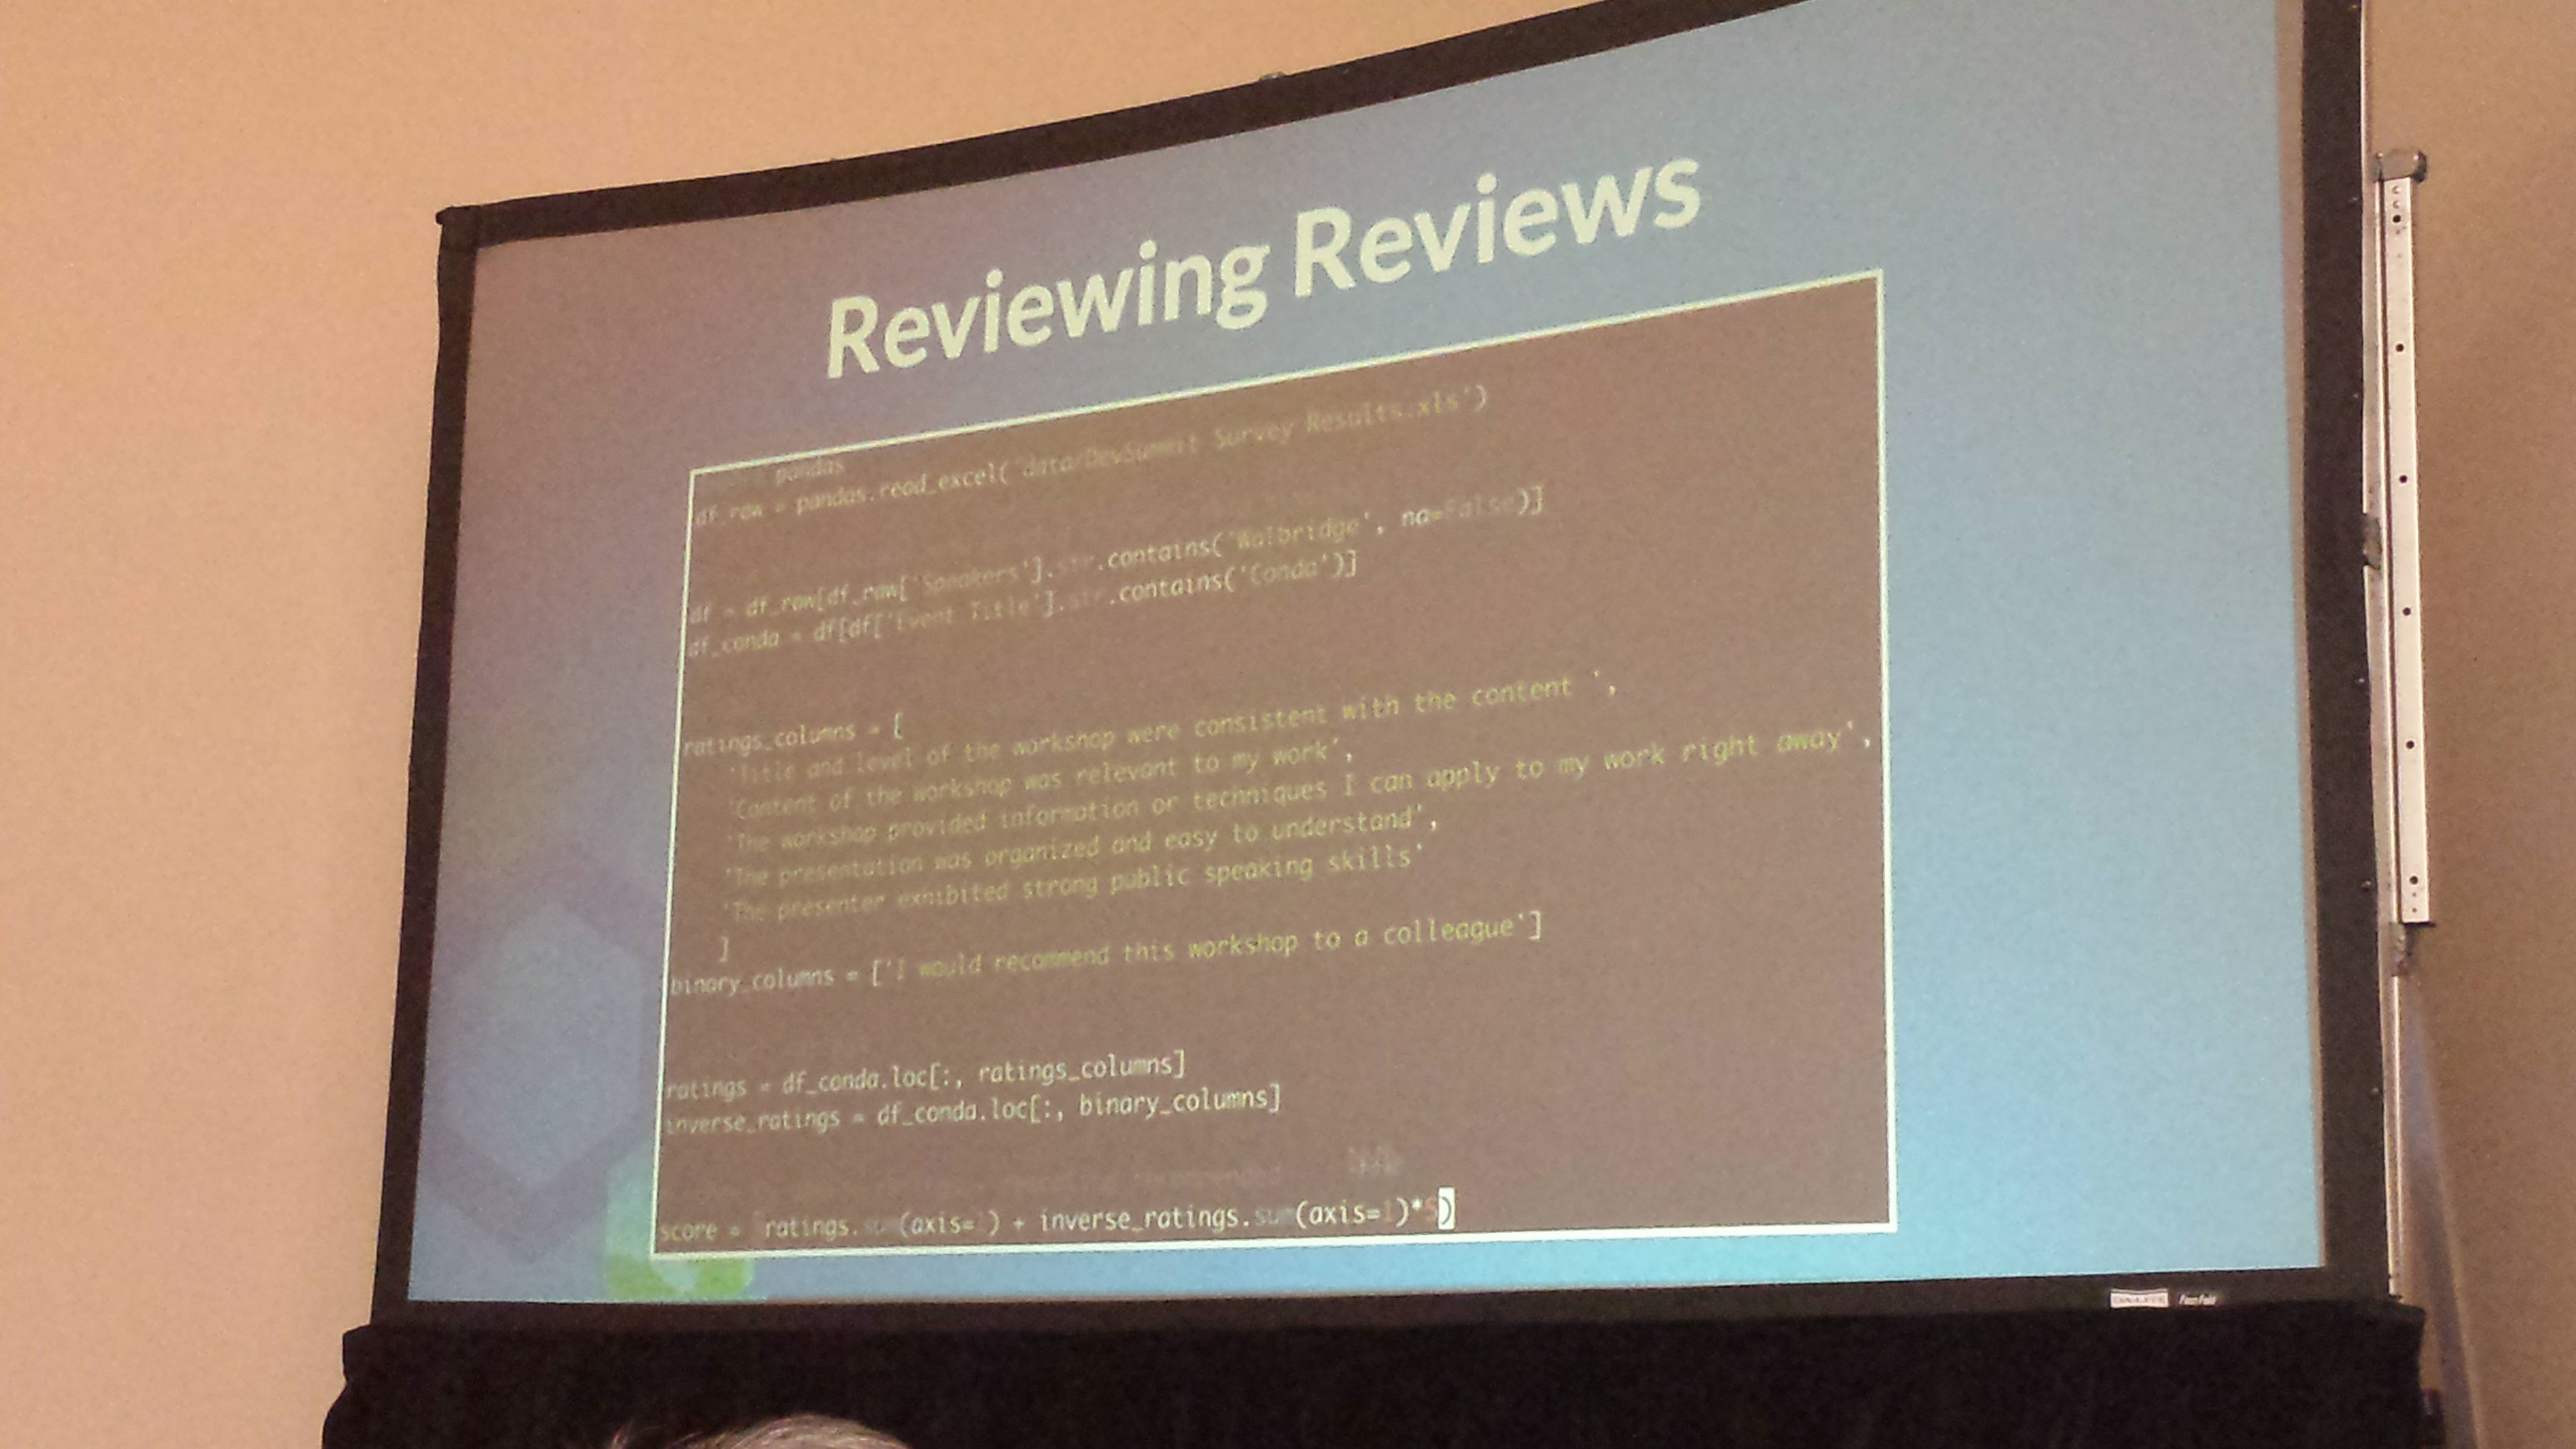 Reviewing Reviews
pandas
df_raw = pandas.read_excel('data/DevSummit Survey Results.xls')
df = df_raw[df_raw['Speakers'].str.contains('Walbridge', na=False)]
df_conda = df[df['Event Title'].str.contains('Conda')]
ratings_columns = [
'Title and level of the workshop were consistent with the content ',
'Content of the workshop was relevant to my work',
'The workshop provided information or techniques I can apply to my work right away',
'The presentation was organized and easy to understand',
'The presenter exhibited strong public speaking skills'
]
binary_columns = ['I would recommend this workshop to a colleague']
ratings = df_conda.loc[:, ratings_columns]
inverse_ratings = df_conda.loc[:, binary_columns]
score = ratings.sum(axis= ) + inverse_ratings.sum(axis=1)*5)